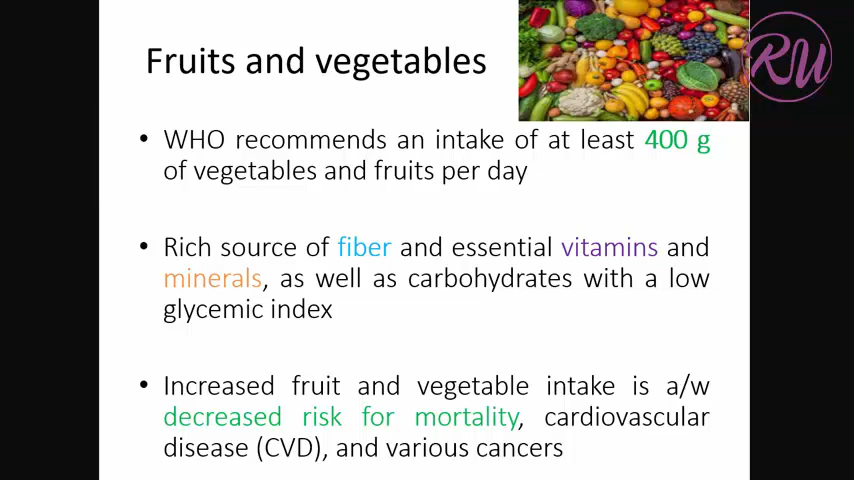 Fruits and vegetables
RU
• WHO recommends an intake of at least 400 g
of vegetables and fruits per day
• Rich source of fiber and essential vitamins and
minerals, as well as carbohydrates with a low
glycemic index
• Increased fruit and vegetable intake is a/w
decreased risk for mortality, cardiovascular
disease (CVD), and various cancers